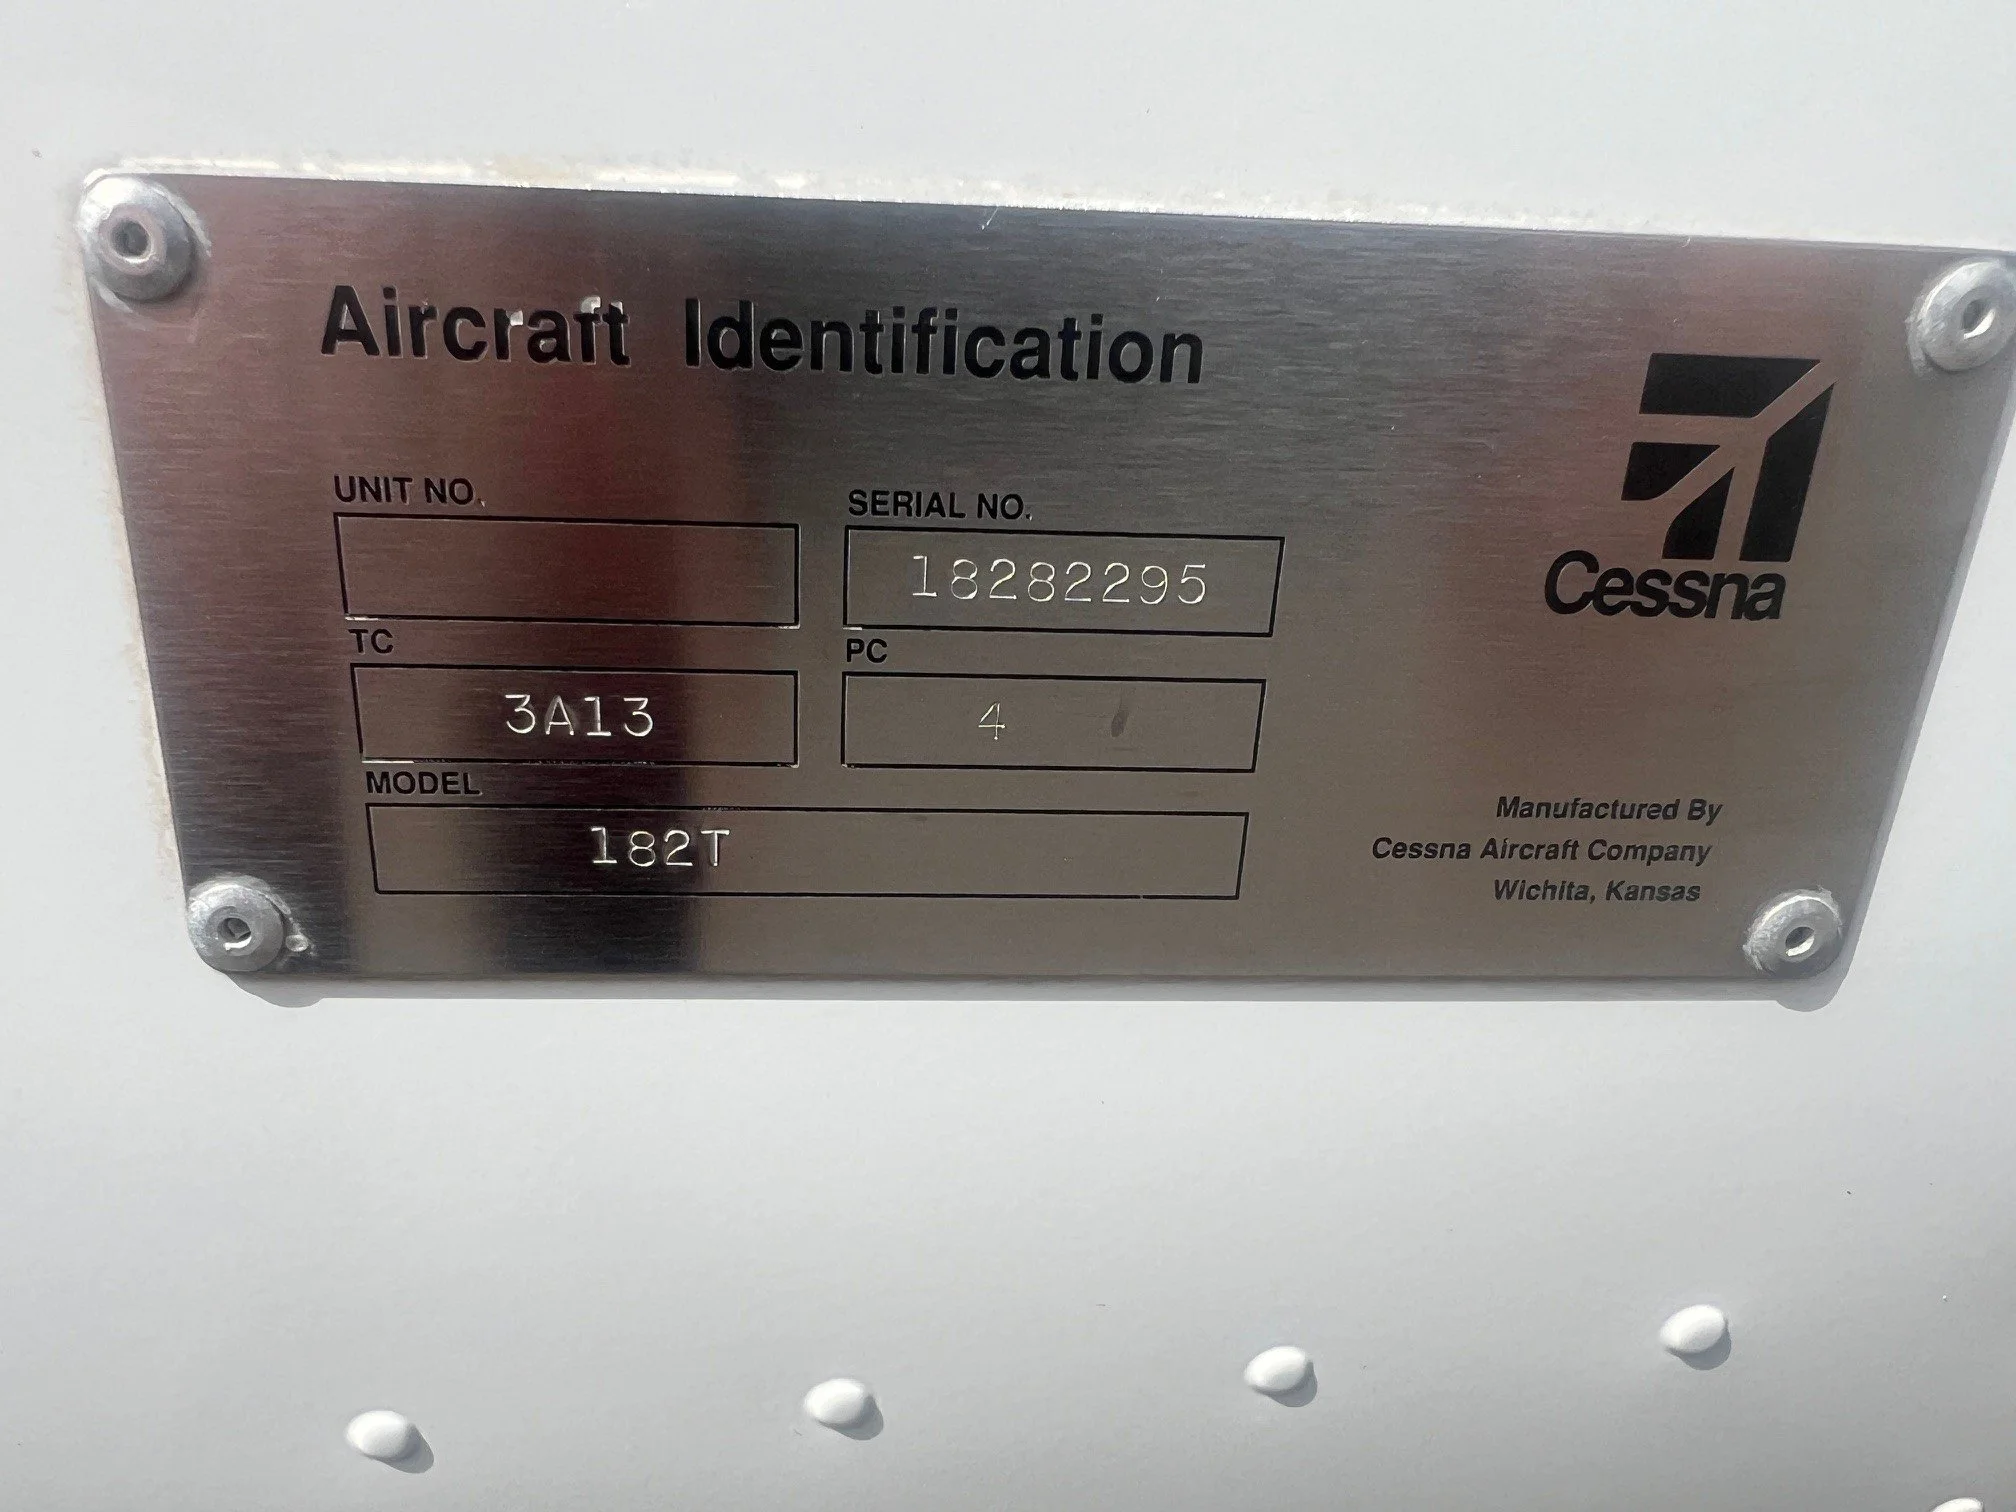 Aircraft Identification
UNIT NO.
SERIAL NO.
18282295
Cessna
TC
PC
3A13
4
MODEL
182T
Manufactured By
Cessna Aircraft Company
Wichita, Kansas